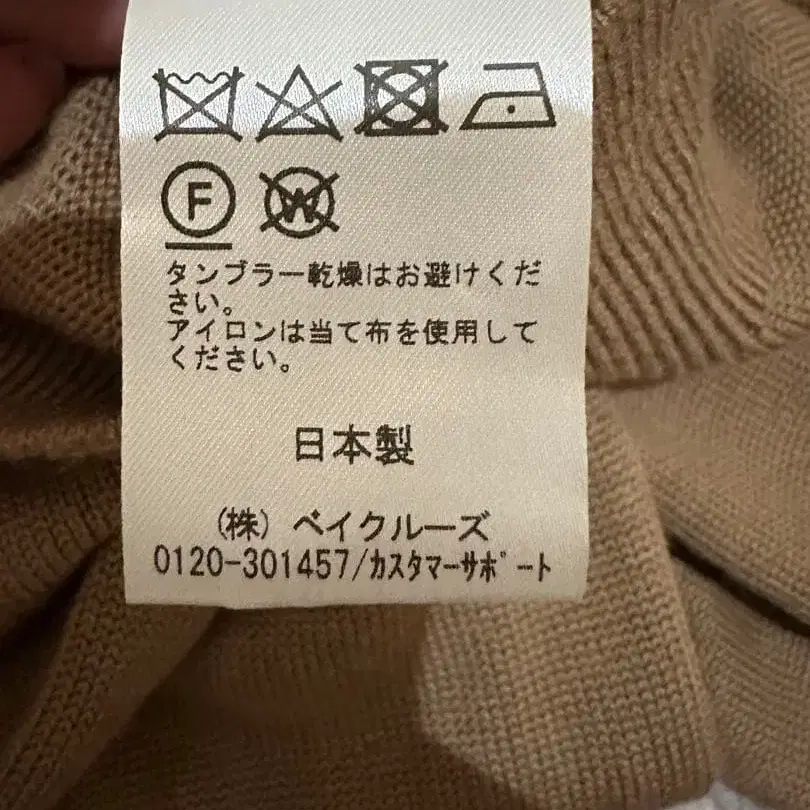 F W
タンブラー乾燥はお避けくだ
さい。
アイロンは当て布を使用して
ください。
日本製
(株) ベイクルーズ
0120-301457/カスタマーサポート